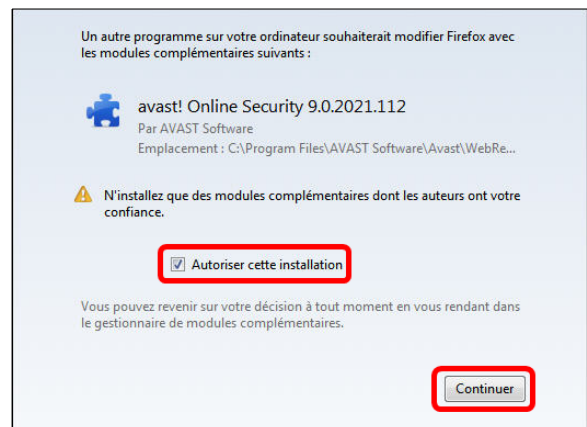 Un autre programme sur votre ordinateur souhaiterait modifier Firefox avec
les modules complémentaires suivants :
avast! Online Security 9.0.2021.112
Par AVAST Software
Emplacement : C:\Program Files\AVAST Software\Avast\WebRe...
N'installez que des modules complémentaires dont les auteurs ont votre
confiance.
Autoriser cette installation
Vous pouvez revenir sur votre décision à tout moment en vous rendant dans
le gestionnaire de modules complémentaires.
Continuer